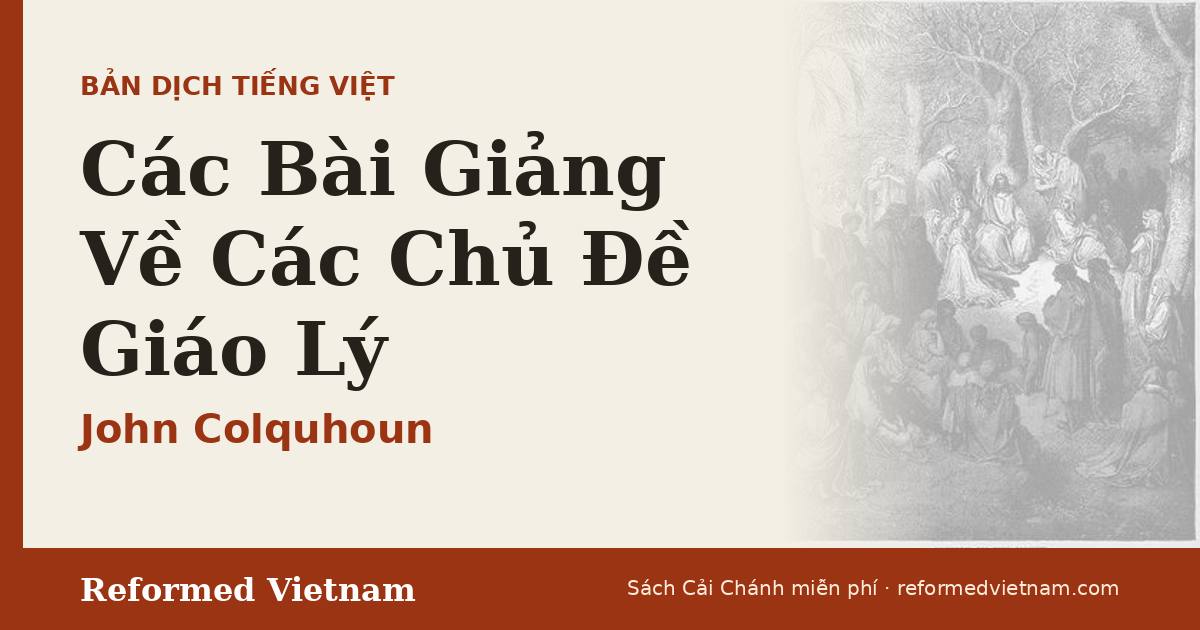 BẢN DỊCH TIẾNG VIỆT
Các Bài Giảng
Về Các Chủ Đề
Giáo Lý
John Colquhoun
Reformed Vietnam
Sách Cải Chánh miễn phí · reformedvietnam.com